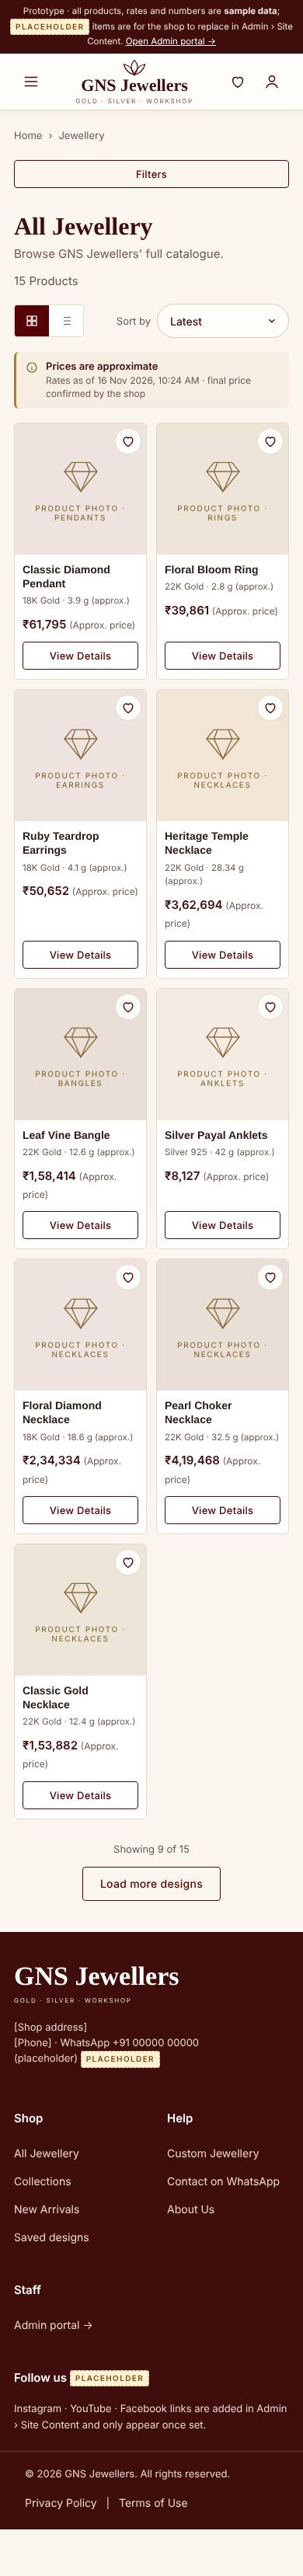 Prototype · all products, rates and numbers are sample data;
PLACEHOLDER items are for the shop to replace in Admin › Site
Content. Open Admin portal →
GNS Jewellers
GOLD · SILVER · WORKSHOP
Home › Jewellery
Filters
All Jewellery
Browse GNS Jewellers' full catalogue.
15 Products
Sort by Latest
Prices are approximate
Rates as of 16 Nov 2026, 10:24 AM · final price
confirmed by the shop
PRODUCT PHOTO ·
PENDANTS
Classic Diamond
Pendant
18K Gold · 3.9 g (approx.)
₹61,795 (Approx. price)
View Details
PRODUCT PHOTO ·
RINGS
Floral Bloom Ring
22K Gold · 2.8 g (approx.)
₹39,861 (Approx. price)
View Details
PRODUCT PHOTO ·
EARRINGS
Ruby Teardrop
Earrings
18K Gold · 4.1 g (approx.)
₹50,652 (Approx. price)
View Details
PRODUCT PHOTO ·
NECKLACES
Heritage Temple
Necklace
22K Gold · 28.34 g
(approx.)
₹3,62,694 (Approx.
price)
View Details
PRODUCT PHOTO ·
BANGLES
Leaf Vine Bangle
22K Gold · 12.6 g (approx.)
₹1,58,414 (Approx.
price)
View Details
PRODUCT PHOTO ·
ANKLETS
Silver Payal Anklets
Silver 925 · 42 g (approx.)
₹8,127 (Approx. price)
View Details
PRODUCT PHOTO ·
NECKLACES
Floral Diamond
Necklace
18K Gold · 18.6 g (approx.)
₹2,34,334 (Approx.
price)
View Details
PRODUCT PHOTO ·
NECKLACES
Pearl Choker
Necklace
22K Gold · 32.5 g (approx.)
₹4,19,468 (Approx.
price)
View Details
PRODUCT PHOTO ·
NECKLACES
Classic Gold
Necklace
22K Gold · 12.4 g (approx.)
₹1,53,882 (Approx.
price)
View Details
Showing 9 of 15
Load more designs
GNS Jewellers
GOLD · SILVER · WORKSHOP
[Shop address]
[Phone] · WhatsApp +91 00000 00000
(placeholder) PLACEHOLDER
Shop
All Jewellery
Collections
New Arrivals
Saved designs
Help
Custom Jewellery
Contact on WhatsApp
About Us
Staff
Admin portal →
Follow us PLACEHOLDER
Instagram · YouTube · Facebook links are added in Admin
› Site Content and only appear once set.
© 2026 GNS Jewellers. All rights reserved.
Privacy Policy | Terms of Use